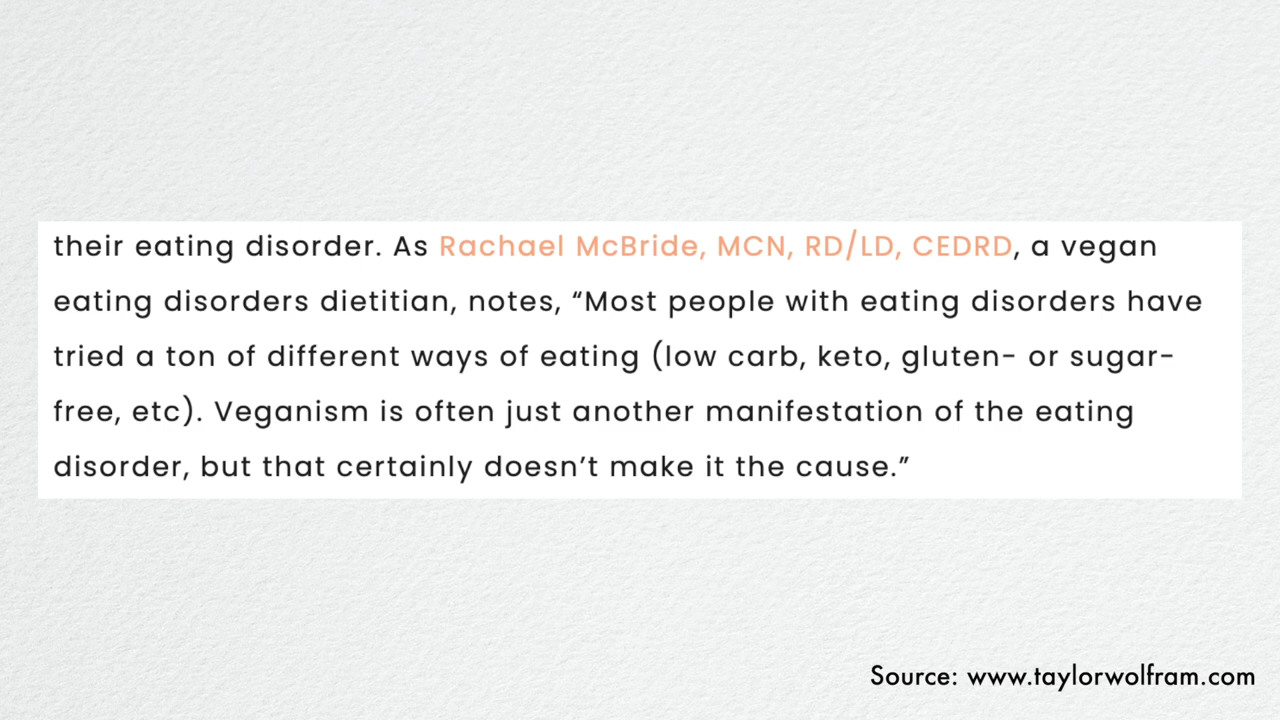 their eating disorder. As Rachael McBride, MCN, RD/LD, CEDRD, a vegan
eating disorders dietitian, notes, “Most people with eating disorders have
tried a ton of different ways of eating (low carb, keto, gluten- or sugar-
free, etc). Veganism is often just another manifestation of the eating
disorder, but that certainly doesn’t make it the cause.”
Source: www.taylorwolfram.com